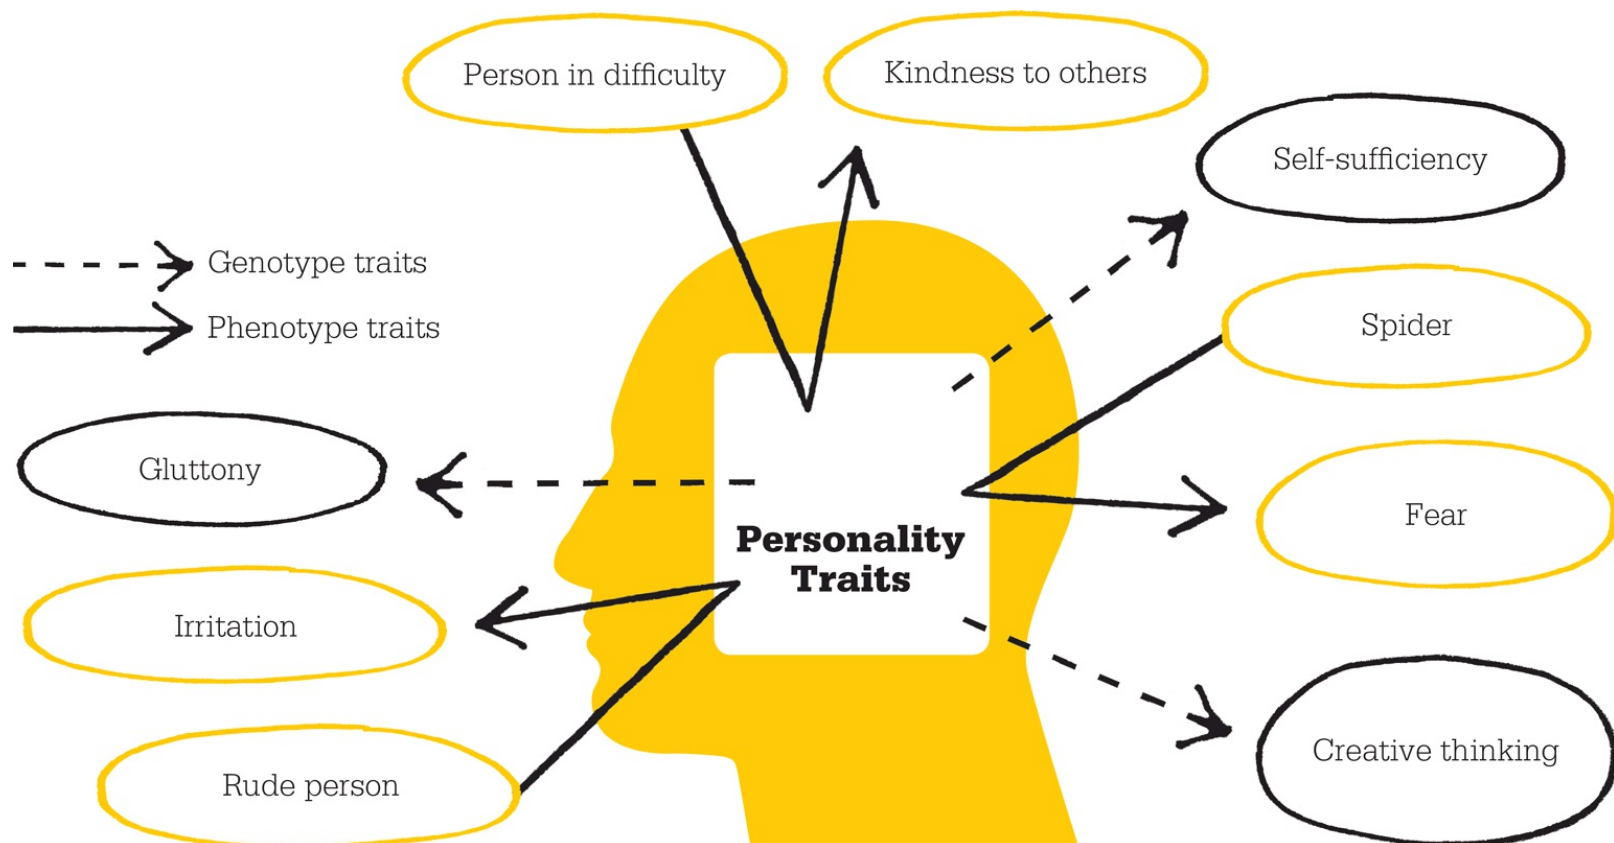 Person in difficulty
Kindness to others
Self-sufficiency
Genotype traits
Phenotype traits
Spider
Gluttony
Fear
Personality
Traits
Irritation
Creative thinking
Rude person